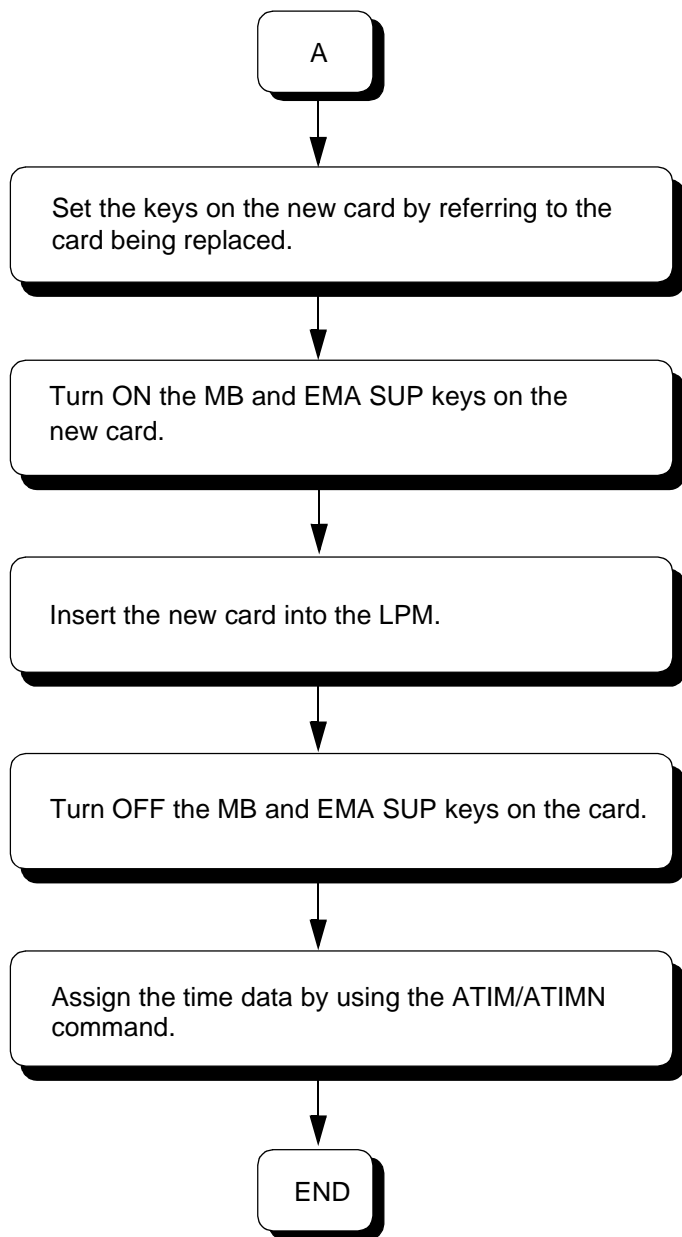 A
Set the keys on the new card by referring to the
card being replaced.
Turn ON the MB and EMA SUP keys on the
new card.
Insert the new card into the LPM.
Turn OFF the MB and EMA SUP keys on the card.
Assign the time data by using the ATIM/ATIMN
command.
END